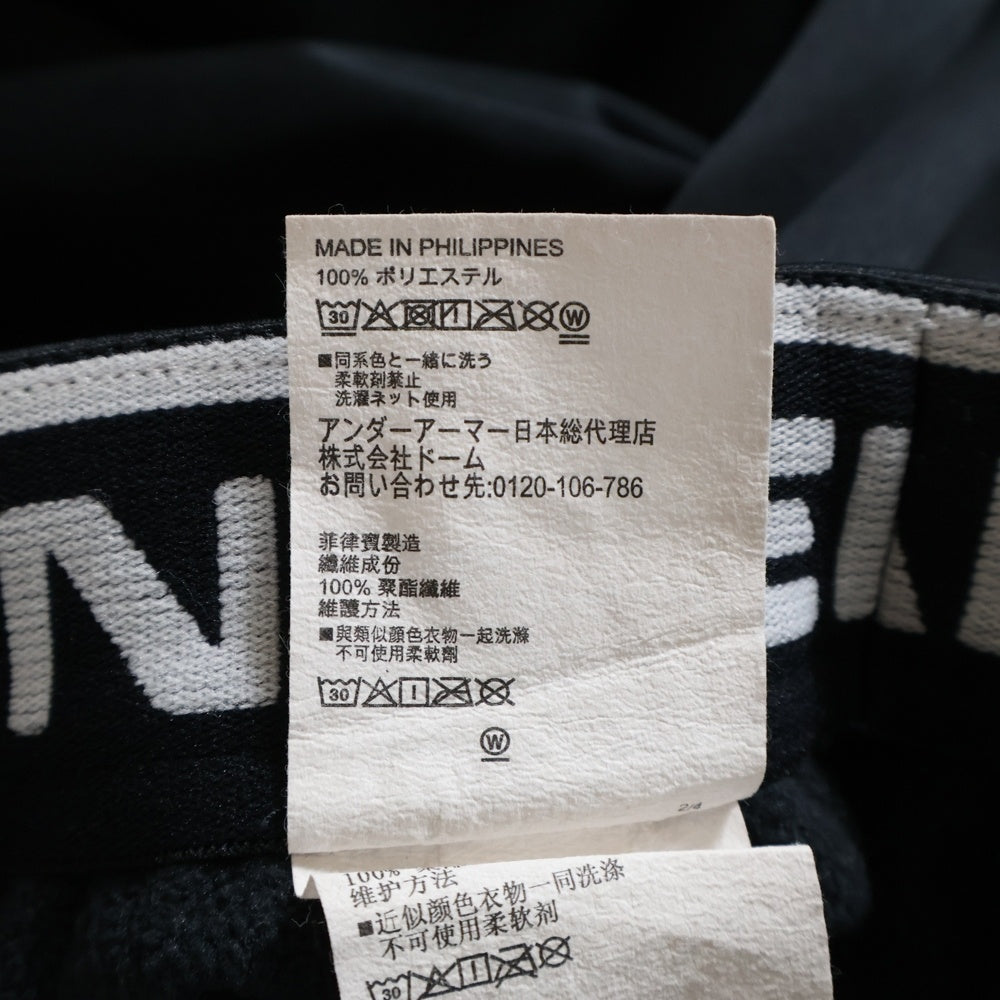 MADE IN PHILIPPINES
100% ポリエステル
30
W
■同系色と一緒に洗う
柔軟剤禁止
洗濯ネット使用
アンダーアーマー日本総代理店
株式会社ドーム
お問い合わせ先:0120-106-786
菲律賓製造
纖維成份
100% 聚酯纖維
維護方法
■與類似顏色衣物一起洗滌
不可使用柔軟劑
30
W
2/4
100%
维护方法
■近似颜色衣物一同洗涤
不可使用柔软剂
30